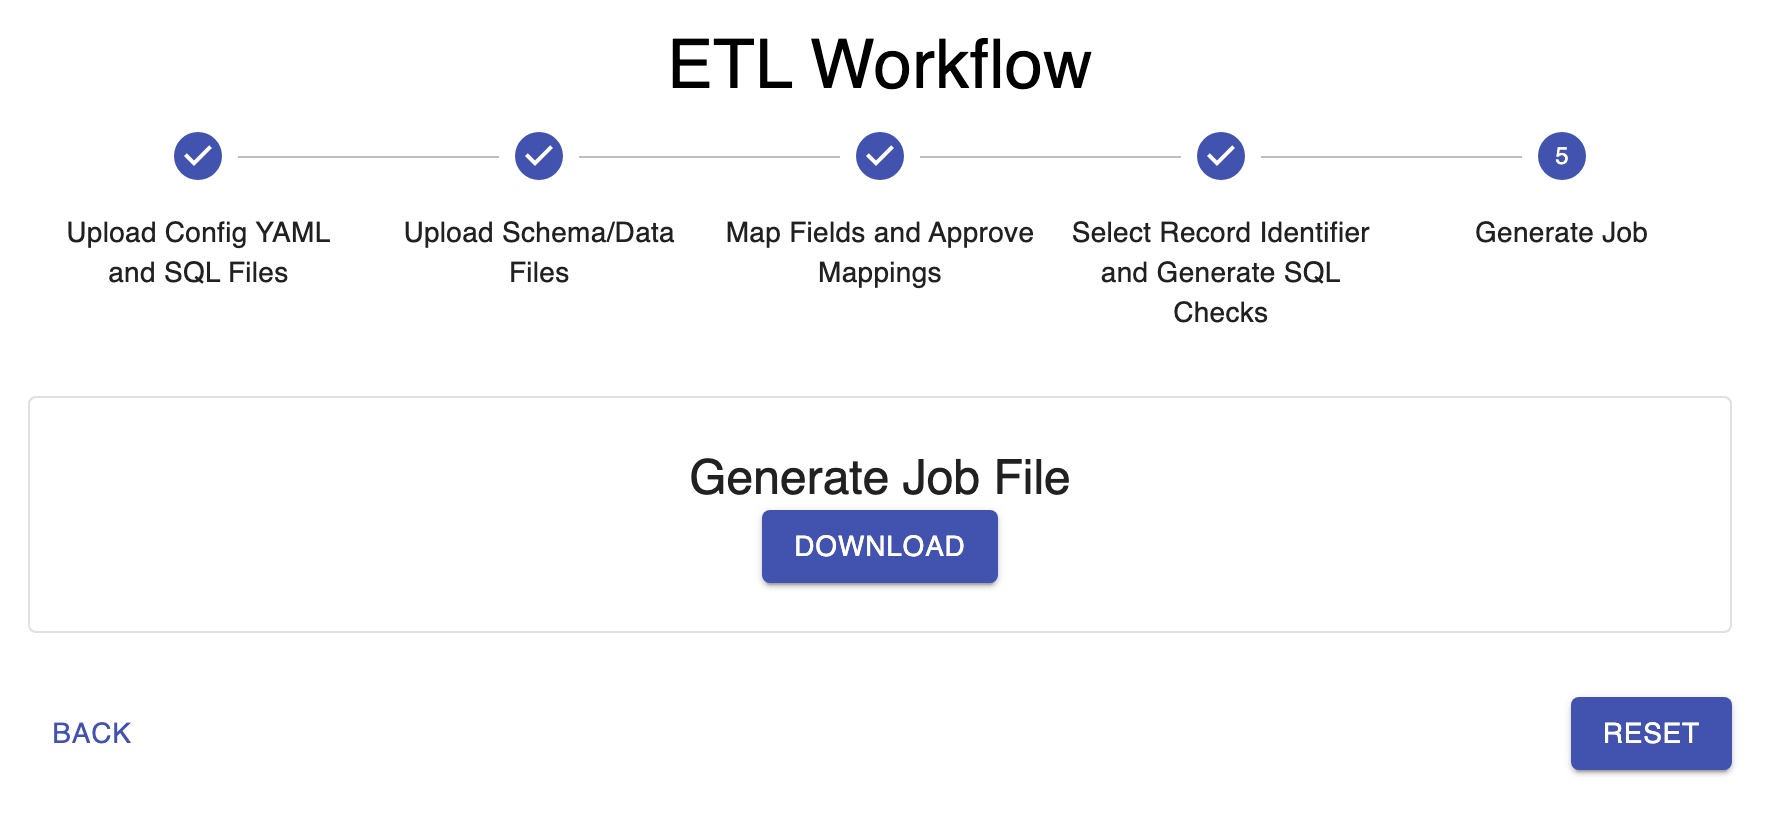 ETL Workflow
5
Upload Config YAML
and SQL Files
Upload Schema/Data
Files
Map Fields and Approve
Mappings
Select Record Identifier
and Generate SQL
Checks
Generate Job
Generate Job File
DOWNLOAD
BACK
RESET